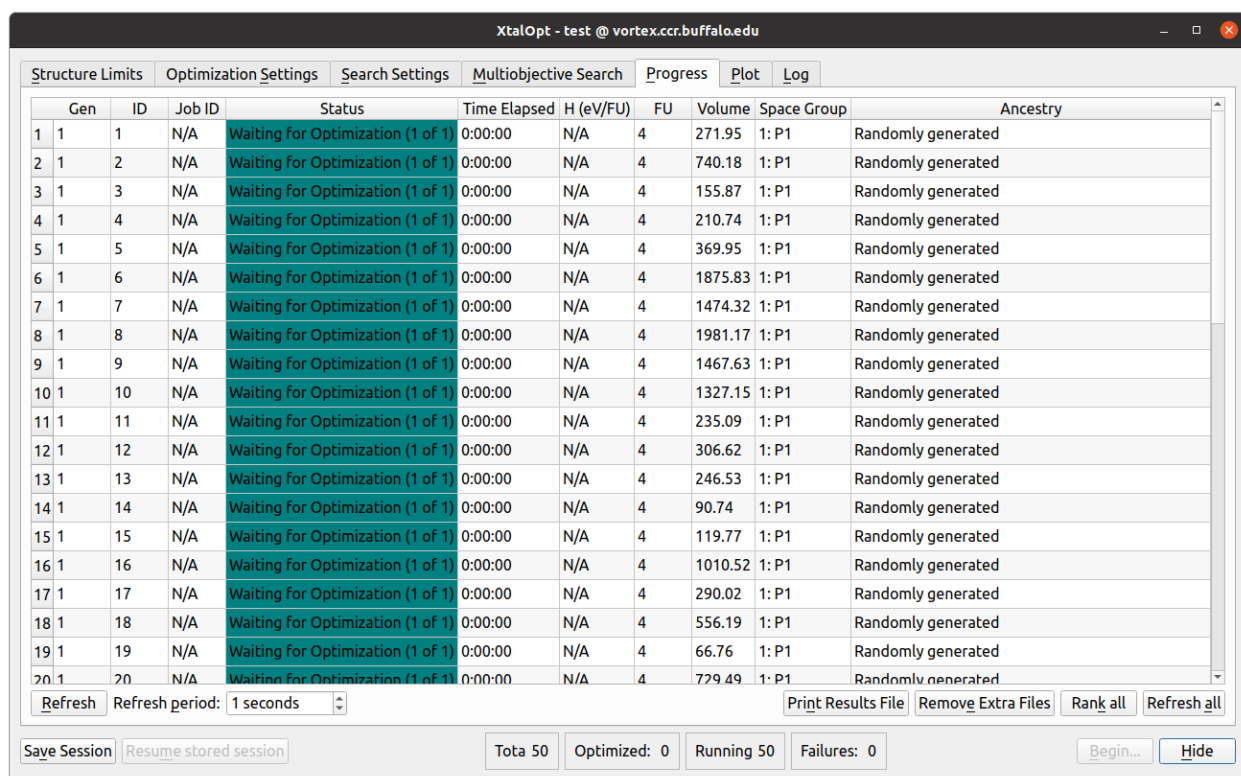 XtalOpt - test @ vortex.ccr.buffalo.edu
Structure Limits Optimization Settings Search Settings Multiobjective Search Progress Plot Log
Gen ID Job ID Status Time Elapsed H (eV/FU) FU Volume Space Group Ancestry
1 1 1 N/A Waiting for Optimization (1 of 1) 0:00:00 N/A 4 271.95 1: P1 Randomly generated
2 1 2 N/A Waiting for Optimization (1 of 1) 0:00:00 N/A 4 740.18 1: P1 Randomly generated
3 1 3 N/A Waiting for Optimization (1 of 1) 0:00:00 N/A 4 155.87 1: P1 Randomly generated
4 1 4 N/A Waiting for Optimization (1 of 1) 0:00:00 N/A 4 210.74 1: P1 Randomly generated
5 1 5 N/A Waiting for Optimization (1 of 1) 0:00:00 N/A 4 369.95 1: P1 Randomly generated
6 1 6 N/A Waiting for Optimization (1 of 1) 0:00:00 N/A 4 1875.83 1: P1 Randomly generated
7 1 7 N/A Waiting for Optimization (1 of 1) 0:00:00 N/A 4 1474.32 1: P1 Randomly generated
8 1 8 N/A Waiting for Optimization (1 of 1) 0:00:00 N/A 4 1981.17 1: P1 Randomly generated
9 1 9 N/A Waiting for Optimization (1 of 1) 0:00:00 N/A 4 1467.63 1: P1 Randomly generated
10 1 10 N/A Waiting for Optimization (1 of 1) 0:00:00 N/A 4 1327.15 1: P1 Randomly generated
11 1 11 N/A Waiting for Optimization (1 of 1) 0:00:00 N/A 4 235.09 1: P1 Randomly generated
12 1 12 N/A Waiting for Optimization (1 of 1) 0:00:00 N/A 4 306.62 1: P1 Randomly generated
13 1 13 N/A Waiting for Optimization (1 of 1) 0:00:00 N/A 4 246.53 1: P1 Randomly generated
14 1 14 N/A Waiting for Optimization (1 of 1) 0:00:00 N/A 4 90.74 1: P1 Randomly generated
15 1 15 N/A Waiting for Optimization (1 of 1) 0:00:00 N/A 4 119.77 1: P1 Randomly generated
16 1 16 N/A Waiting for Optimization (1 of 1) 0:00:00 N/A 4 1010.52 1: P1 Randomly generated
17 1 17 N/A Waiting for Optimization (1 of 1) 0:00:00 N/A 4 290.02 1: P1 Randomly generated
18 1 18 N/A Waiting for Optimization (1 of 1) 0:00:00 N/A 4 556.19 1: P1 Randomly generated
19 1 19 N/A Waiting for Optimization (1 of 1) 0:00:00 N/A 4 66.76 1: P1 Randomly generated
20 1 20 N/A Waiting for Optimization (1 of 1) 0:00:00 N/A 4 729.49 1: P1 Randomly generated
Refresh Refresh period: 1 seconds Print Results File Remove Extra Files Rank all Refresh all
Save Session Resume stored session Tota 50 Optimized: 0 Running 50 Failures: 0 Begin... Hide